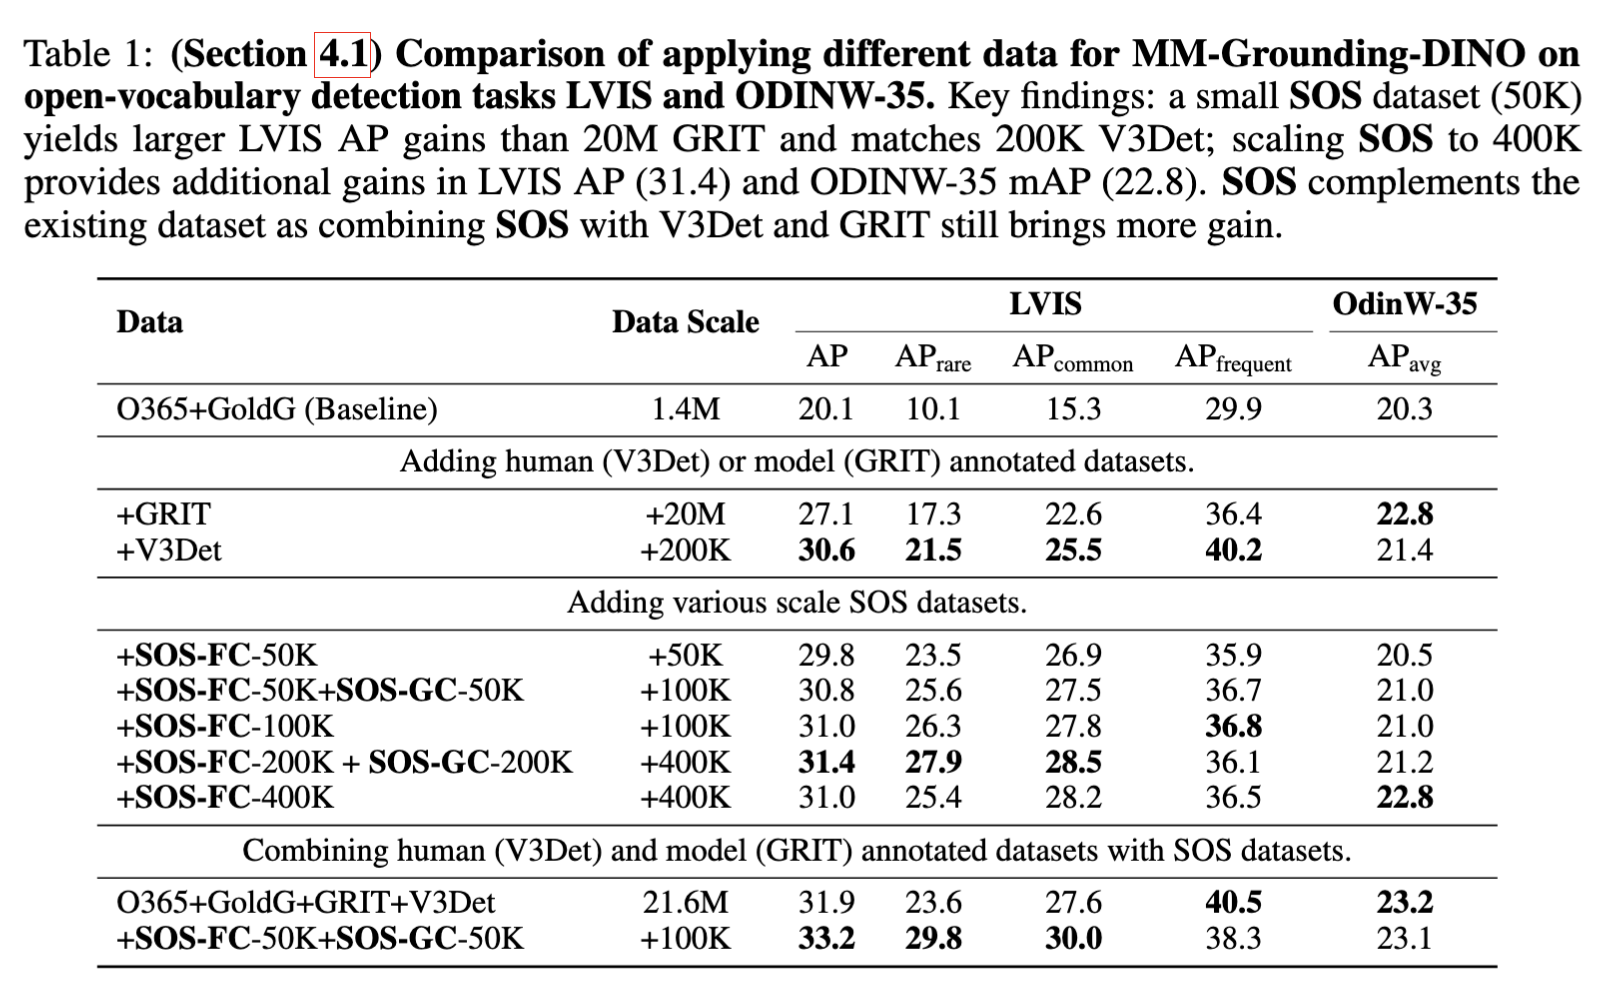 Table 1: (Section 4.1) Comparison of applying different data for MM-Grounding-DINO on
open-vocabulary detection tasks LVIS and ODINW-35. Key findings: a small SOS dataset (50K)
yields larger LVIS AP gains than 20M GRIT and matches 200K V3Det; scaling SOS to 400K
provides additional gains in LVIS AP (31.4) and ODINW-35 mAP (22.8). SOS complements the
existing dataset as combining SOS with V3Det and GRIT still brings more gain.
Data Data Scale LVIS OdinW-35
AP APrare APcommon APfrequent APavg
O365+GoldG (Baseline) 1.4M 20.1 10.1 15.3 29.9 20.3
Adding human (V3Det) or model (GRIT) annotated datasets.
+GRIT +20M 27.1 17.3 22.6 36.4 22.8
+V3Det +200K 30.6 21.5 25.5 40.2 21.4
Adding various scale SOS datasets.
+SOS-FC-50K +50K 29.8 23.5 26.9 35.9 20.5
+SOS-FC-50K+SOS-GC-50K +100K 30.8 25.6 27.5 36.7 21.0
+SOS-FC-100K +100K 31.0 26.3 27.8 36.8 21.0
+SOS-FC-200K + SOS-GC-200K +400K 31.4 27.9 28.5 36.1 21.2
+SOS-FC-400K +400K 31.0 25.4 28.2 36.5 22.8
Combining human (V3Det) and model (GRIT) annotated datasets with SOS datasets.
O365+GoldG+GRIT+V3Det 21.6M 31.9 23.6 27.6 40.5 23.2
+SOS-FC-50K+SOS-GC-50K +100K 33.2 29.8 30.0 38.3 23.1